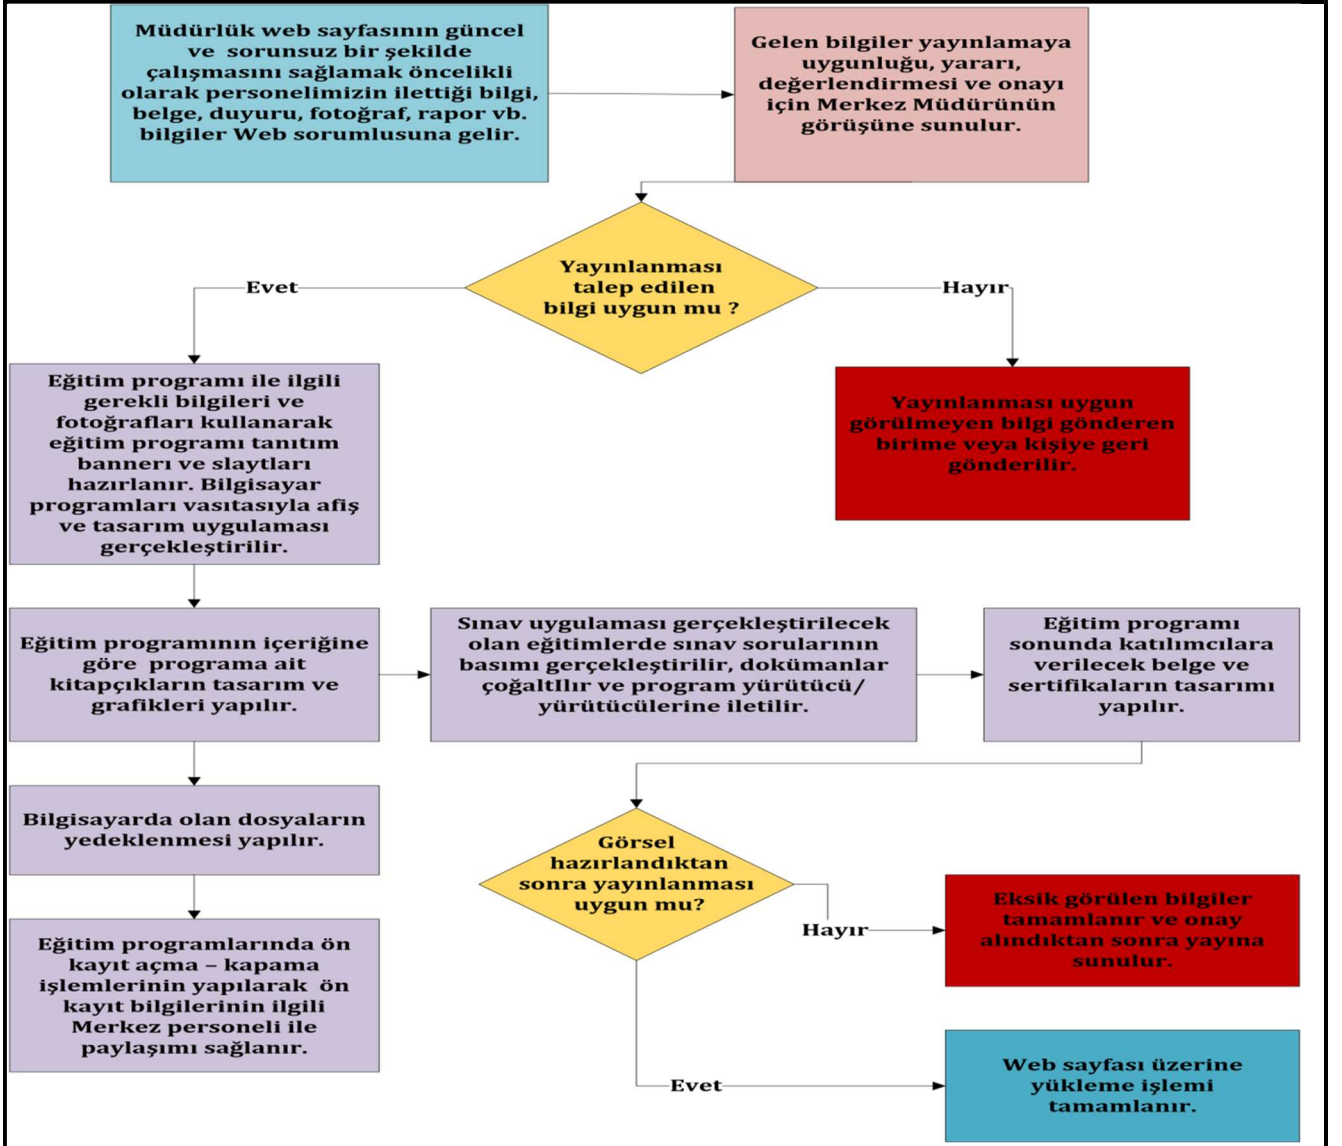 Müdürlük web sayfasının güncel
ve sorunsuz bir şekilde
çalışmasını sağlamak öncelikli
olarak personelimizin ilettiği bilgi,
belge, duyuru, fotoğraf, rapor vb.
bilgiler Web sorumlusuna gelir.
Gelen bilgiler yayınlamaya
uygunluğu, yararı,
değerlendirmesi ve onayı
için Merkez Müdürünün
görüşüne sunulur.
Yayınlanması
talep edilen
bilgi uygun mu ?
Evet
Hayır
Eğitim programı ile ilgili
gerekli bilgileri ve
fotoğrafları kullanarak
eğitim programı tanıtım
bannerı ve slaytları
hazırlanır. Bilgisayar
programları vasıtasıyla afiş
ve tasarım uygulaması
gerçekleştirilir.
Yayınlanması uygun
görülmeyen bilgi gönderen
birime veya kişiye geri
gönderilir.
Eğitim programının içeriğine
göre programa ait
kitapçıkların tasarım ve
grafikleri yapılır.
Sınav uygulaması gerçekleştirilecek
olan eğitimlerde sınav sorularının
basımı gerçekleştirilir, dokümanlar
çoğaltIlır ve program yürütücü/
yürütücülerine iletilir.
Eğitim programı
sonunda katılımcılara
verilecek belge ve
sertifikaların tasarımı
yapılır.
Bilgisayarda olan dosyaların
yedeklenmesi yapılır.
Görsel
hazırlandıktan
sonra yayınlanması
uygun mu?
Hayır
Eksik görülen bilgiler
tamamlanır ve onay
alındıktan sonra yayına
sunulur.
Eğitim programlarında ön
kayıt açma – kapama
işlemlerinin yapılarak ön
kayıt bilgilerinin ilgili
Merkez personeli ile
paylaşımı sağlanır.
Evet
Web sayfası üzerine
yükleme işlemi
tamamlanır.